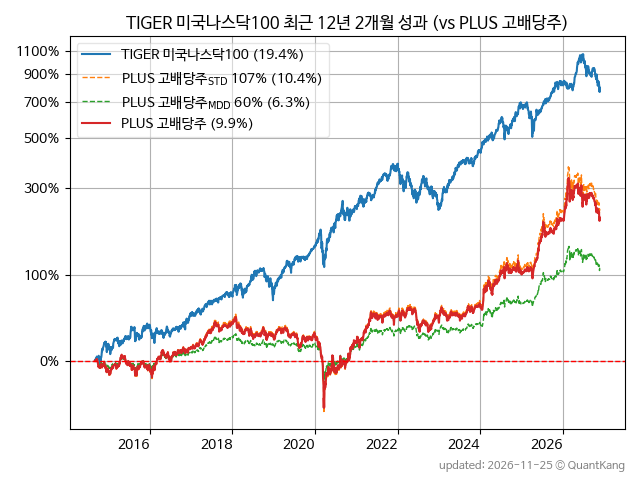 TIGER 미국나스닥100 최근 12년 2개월 성과 (vs PLUS 고배당주)
TIGER 미국나스닥100 (19.4%)
PLUS 고배당주STD 107% (10.4%)
PLUS 고배당주MDD 60% (6.3%)
PLUS 고배당주 (9.9%)
1100%
900%
700%
500%
300%
100%
0%
2016 2018 2020 2022 2024 2026
updated: 2026-11-25 © QuantKang